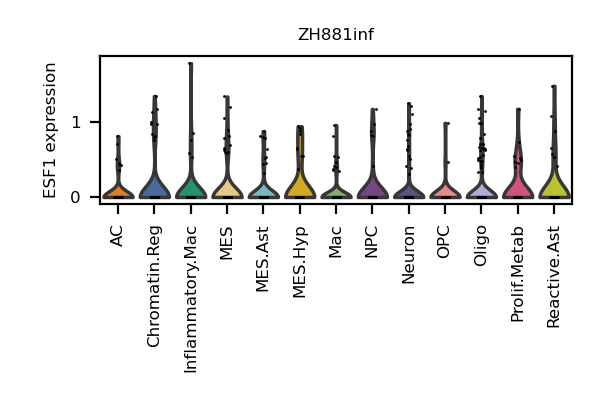 ZH881inf
ESF1 expression
1
0
AC
Chromatin.Reg
Inflammatory.Mac
MES
MES.Ast
MES.Hyp
Mac
NPC
Neuron
OPC
Oligo
Prolif.Metab
Reactive.Ast